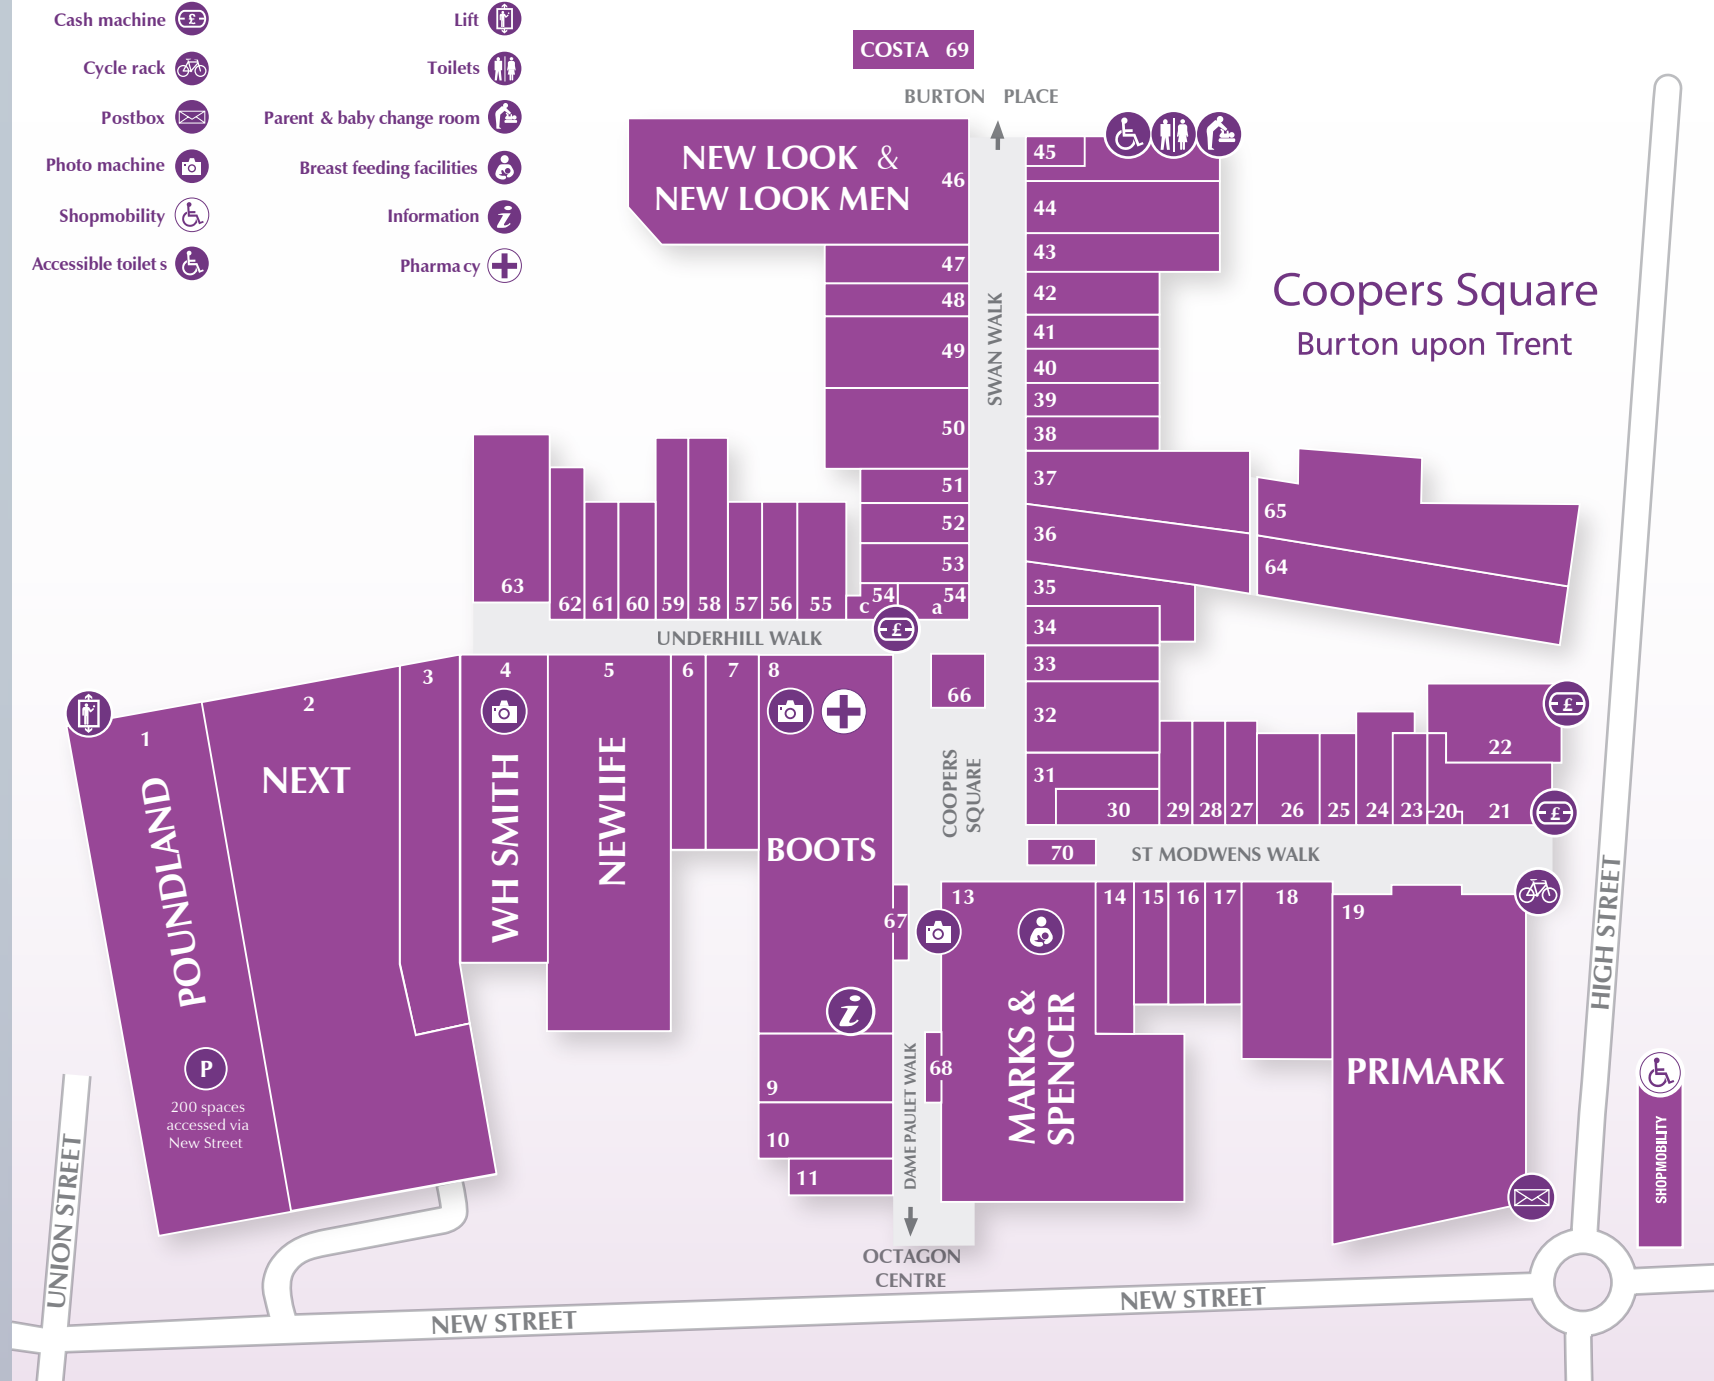 Cash machine £
Lift
Cycle rack
Toilets
Postbox
Parent & baby change room
Photo machine
Breast feeding facilities
Shopmobility
Information i
Accessible toilet s
Pharma cy
COSTA 69
BURTON PLACE
NEW LOOK &
NEW LOOK MEN
46
45
44
43
47
48
49
50
51
52
53
54
c
54
a
£
SWAN WALK
42
41
40
39
38
37
36
35
34
33
32
31
30
Coopers Square
Burton upon Trent
65
64
63
62
61
60
59
58
57
56
55
UNDERHILL WALK
66
COOPERS
SQUARE
29
28
27
26
25
24
23
20
21
22
£
£
70
ST MODWENS WALK
1
POUNDLAND
P
200 spaces
accessed via
New Street
2
NEXT
3
4
WH SMITH
5
NEWLIFE
6
7
8
BOOTS
i
9
10
11
67
68
DAME PAULET WALK
OCTAGON
CENTRE
13
MARKS &
SPENCER
14
15
16
17
18
19
PRIMARK
HIGH STREET
SHOPMOBILITY
UNION STREET
NEW STREET
NEW STREET